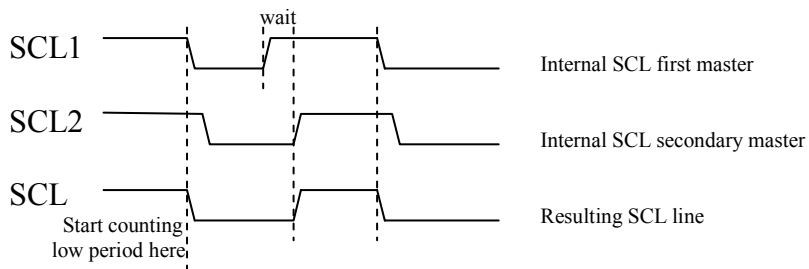 wait
SCL1
Internal SCL first master
SCL2
Internal SCL secondary master
SCL
Resulting SCL line
Start counting
low period here